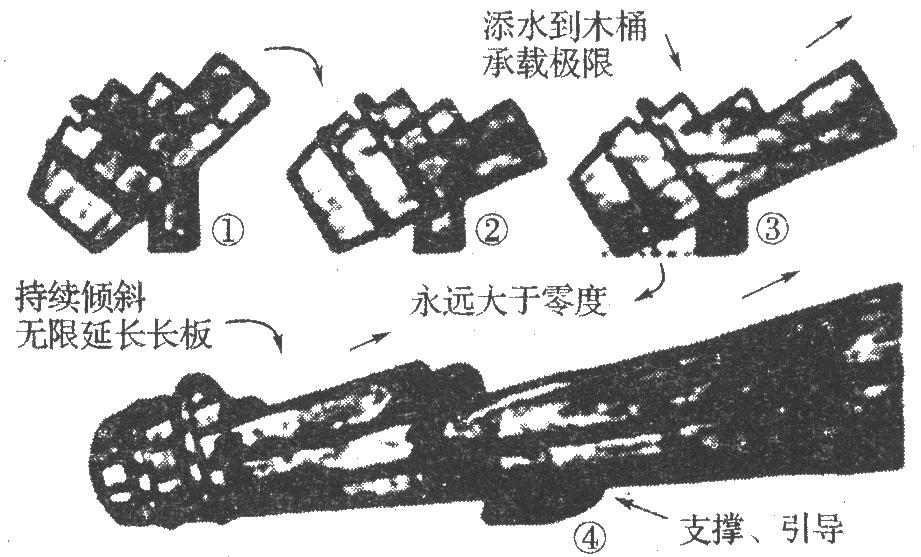 添水到木桶
承载极限
①
②
③
持续倾斜
无限延长长板
永远大于零度
④
支撑、引导